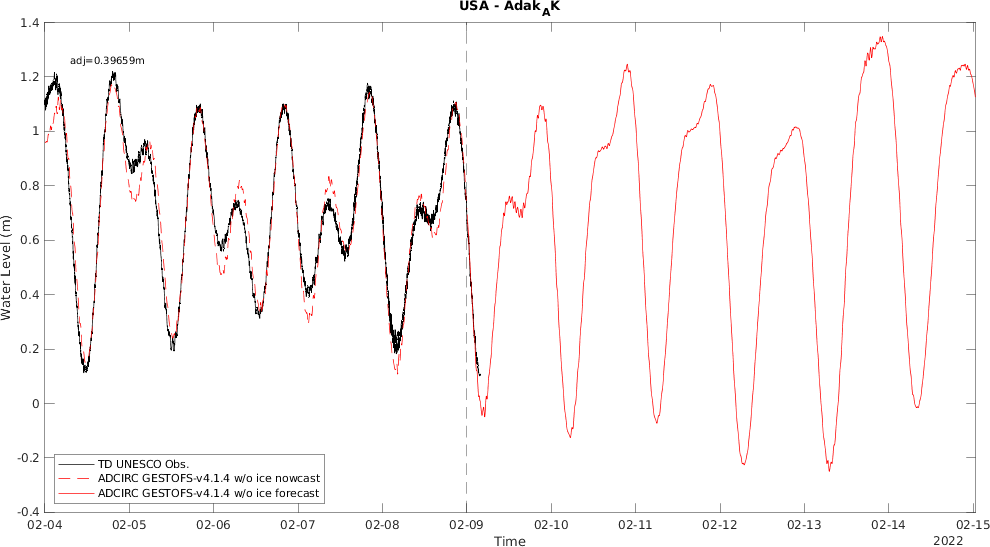 USA - Adak_AK
adj=0.39659m
1.4
1.2
1
0.8
0.6
0.4
0.2
0
-0.2
-0.4
Water Level (m)
TD UNESCO Obs.
ADCIRC GESTOFS-v4.1.4 w/o ice nowcast
ADCIRC GESTOFS-v4.1.4 w/o ice forecast
02-04 02-05 02-06 02-07 02-08 02-09 02-10 02-11 02-12 02-13 02-14 02-15
Time
2022